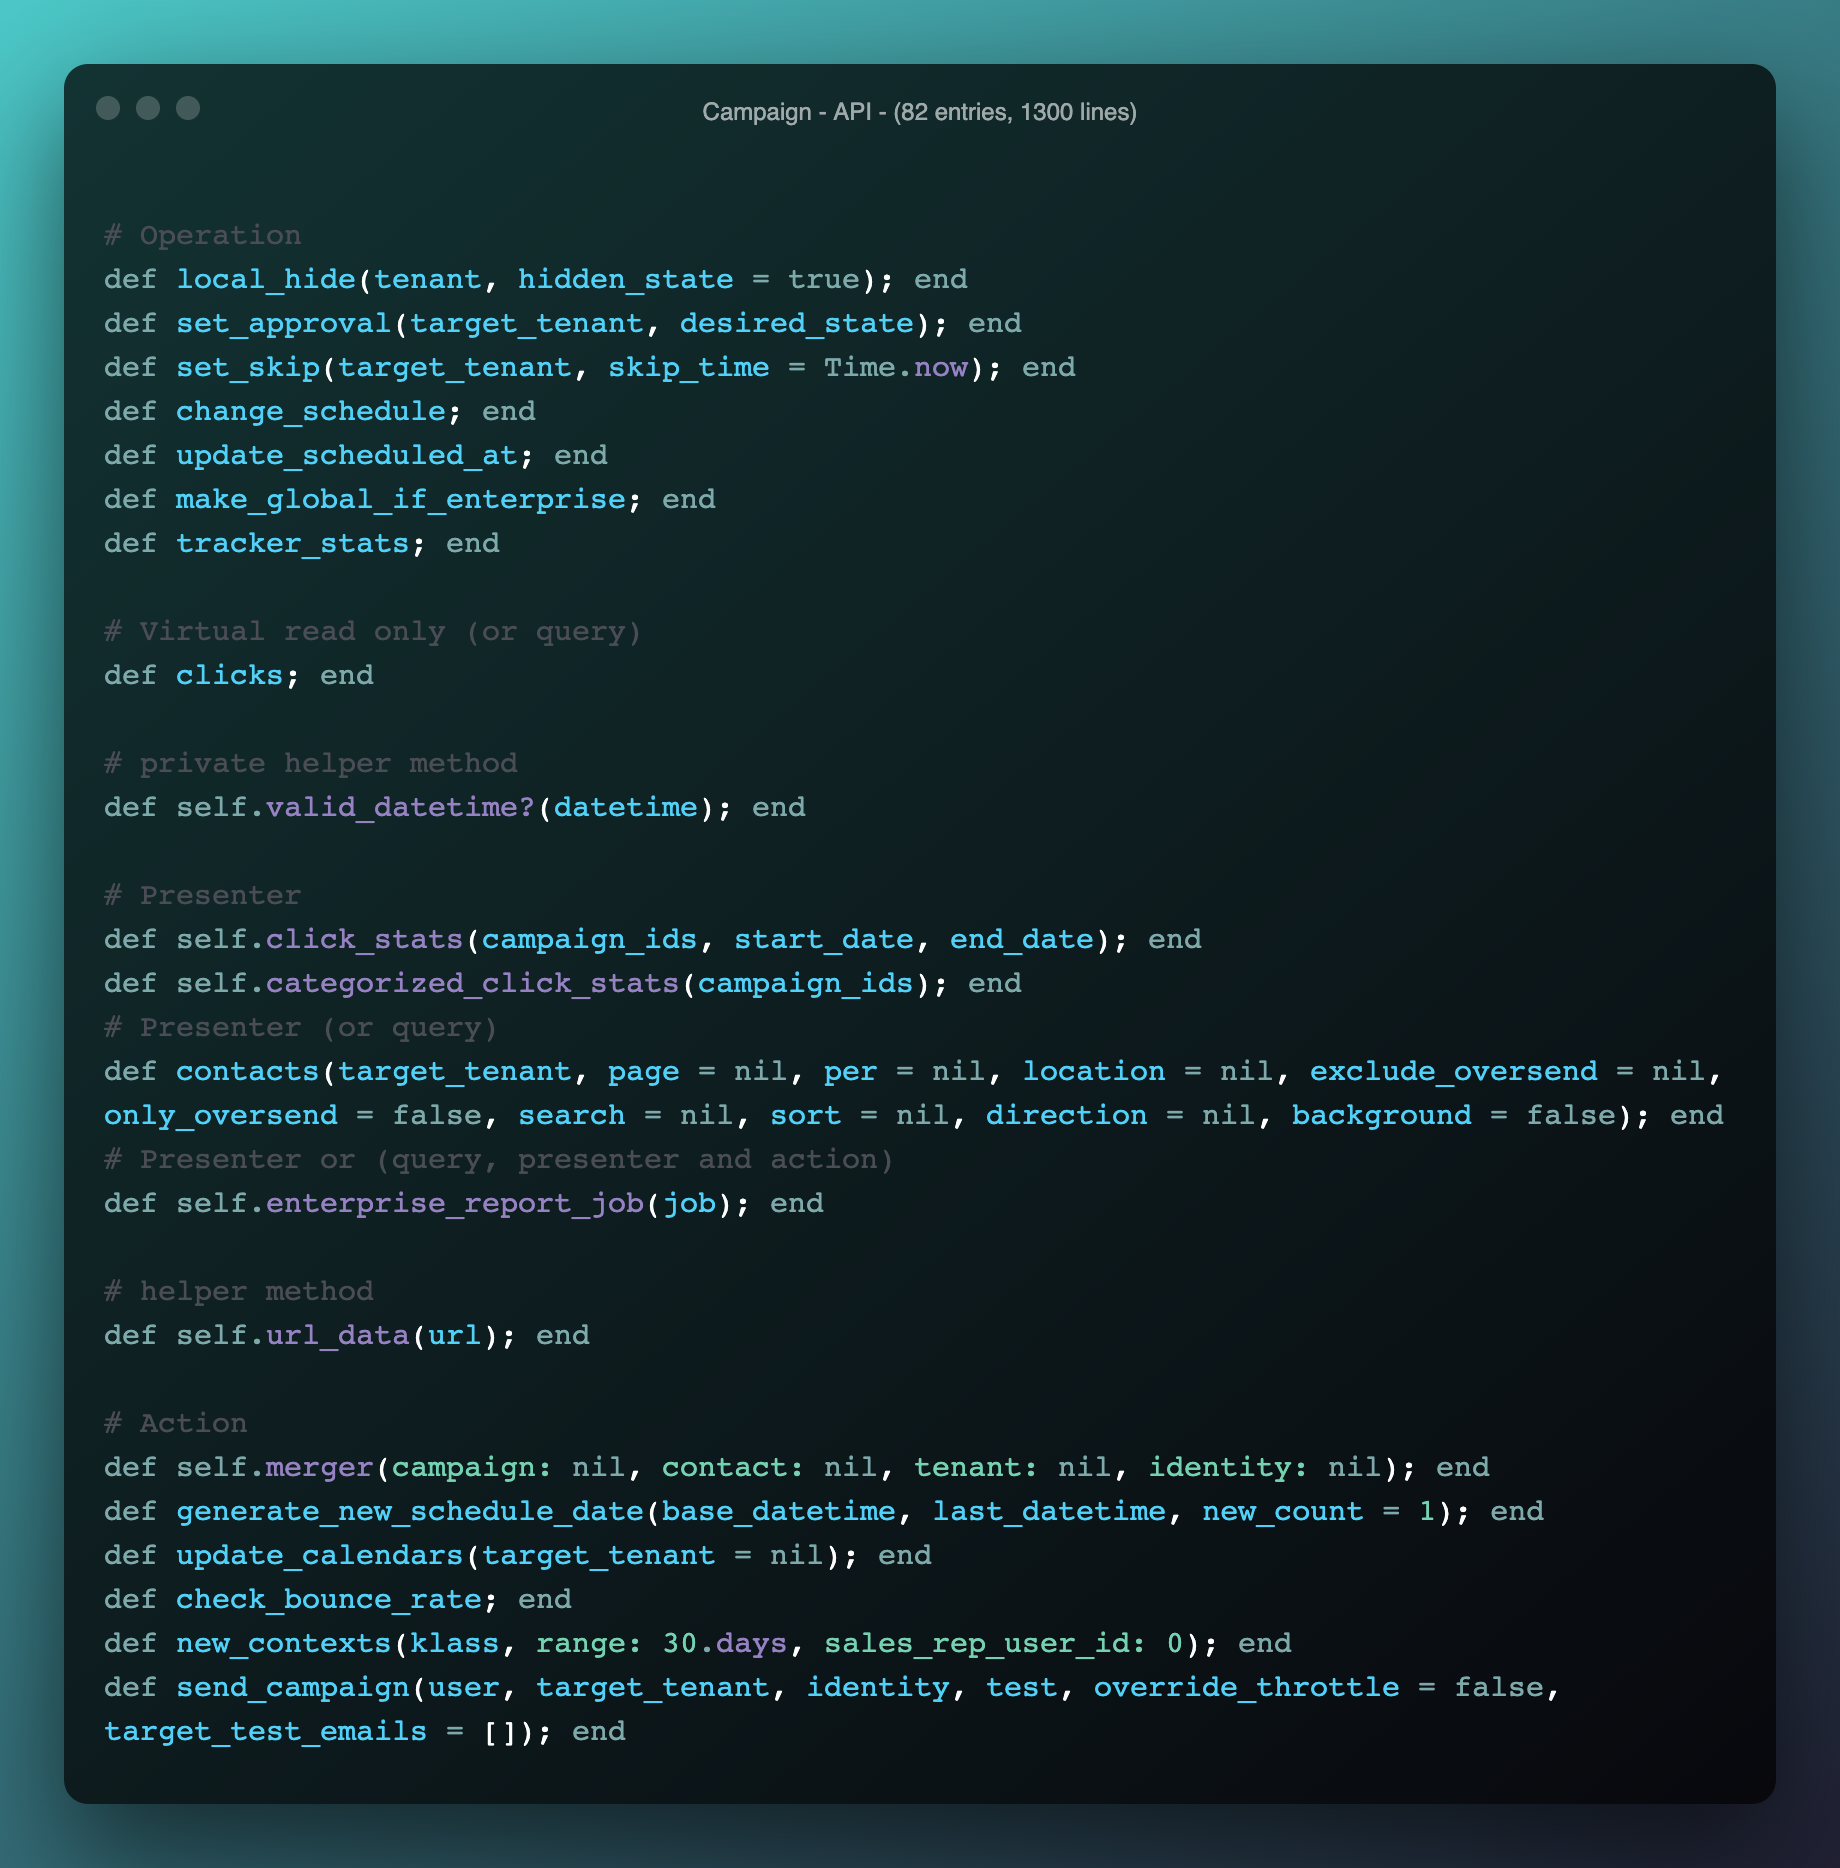 Campaign - API - (82 entries, 1300 lines)
# Operation
def local_hide(tenant, hidden_state = true); end
def set_approval(target_tenant, desired_state); end
def set_skip(target_tenant, skip_time = Time.now); end
def change_schedule; end
def update_scheduled_at; end
def make_global_if_enterprise; end
def tracker_stats; end
# Virtual read only (or query)
def clicks; end
# private helper method
def self.valid_datetime?(datetime); end
# Presenter
def self.click_stats(campaign_ids, start_date, end_date); end
def self.categorized_click_stats(campaign_ids); end
# Presenter (or query)
def contacts(target_tenant, page = nil, per = nil, location = nil, exclude_oversend = nil,
only_oversend = false, search = nil, sort = nil, direction = nil, background = false); end
# Presenter or (query, presenter and action)
def self.enterprise_report_job(job); end
# helper method
def self.url_data(url); end
# Action
def self.merger(campaign: nil, contact: nil, tenant: nil, identity: nil); end
def generate_new_schedule_date(base_datetime, last_datetime, new_count = 1); end
def update_calendars(target_tenant = nil); end
def check_bounce_rate; end
def new_contexts(klass, range: 30.days, sales_rep_user_id: 0); end
def send_campaign(user, target_tenant, identity, test, override_throttle = false,
target_test_emails = []); end